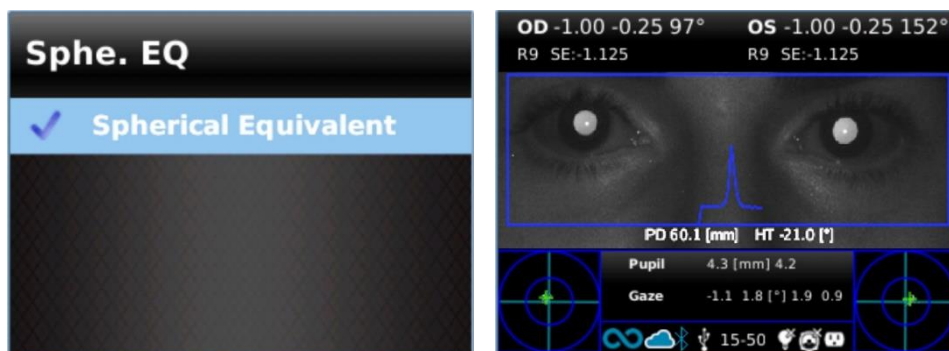 Sphe. EQ
Spherical Equivalent
OD -1.00 -0.25 97° OS -1.00 -0.25 152°
R9 SE:-1.125 R9 SE:-1.125
PD 60.1 [mm] HT -21.0 [°]
Pupil 4.3 [mm] 4.2
Gaze -1.1 1.8 [°] 1.9 0.9
15-50